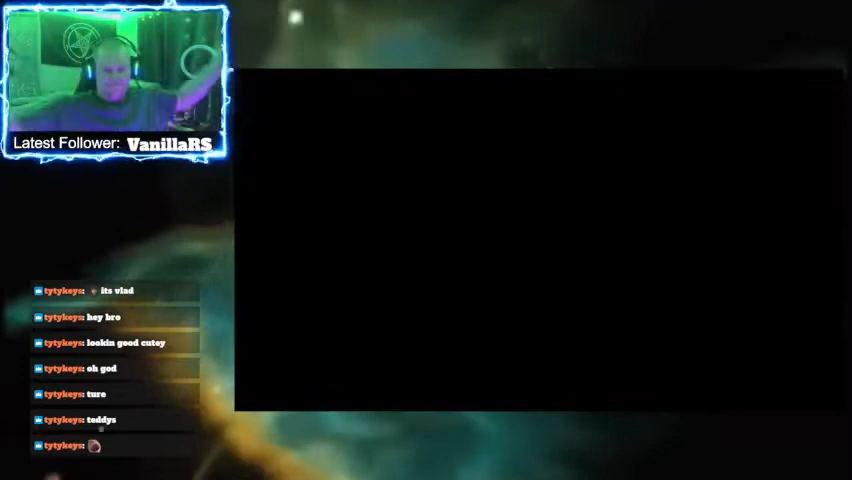 Latest Follower: VanillaRS
tytykeys: its vlad
tytykeys: hey bro
tytykeys: lookin good cutey
tytykeys: oh god
tytykeys: ture
tytykeys: teddys
tytykeys: